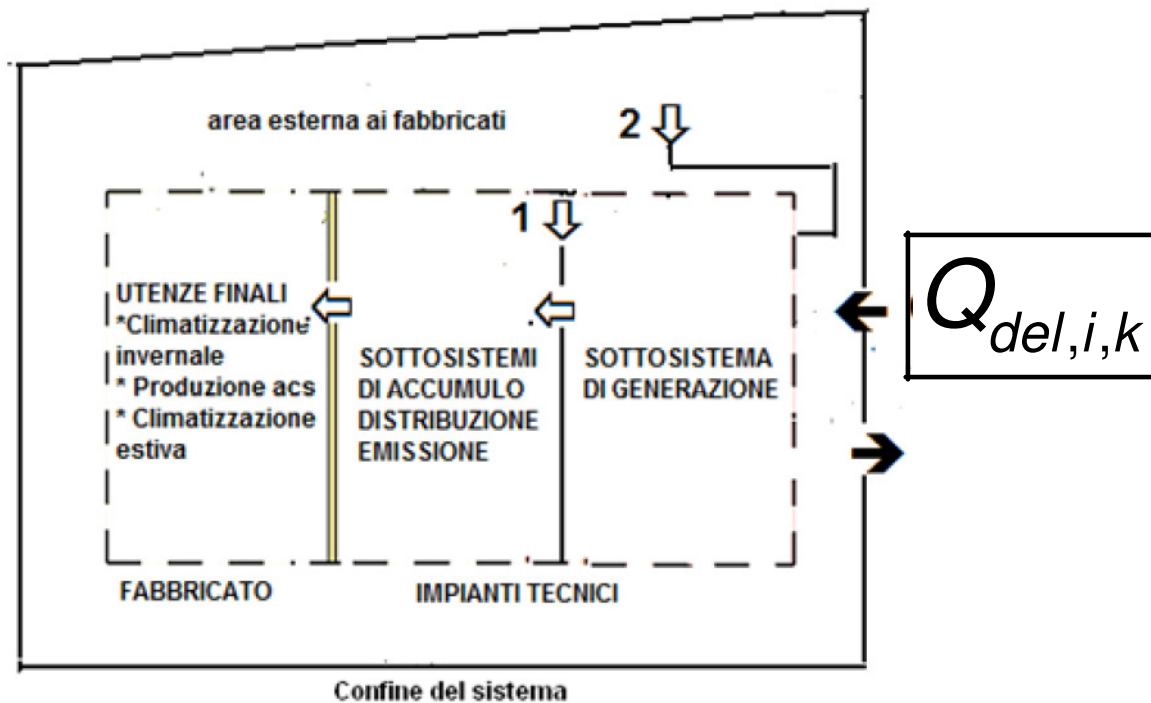 area esterna ai fabbricati
2
1
UTENZE FINALI
*Climatizzazione
invernale
* Produzione acs
* Climatizzazione
estiva
SOTTOSISTEMI
DI ACCUMULO
DISTRIBUZIONE
EMISSIONE
SOTTOSISTEMA
DI GENERAZIONE
Q del,i,k
FABBRICATO
IMPIANTI TECNICI
Confine del sistema